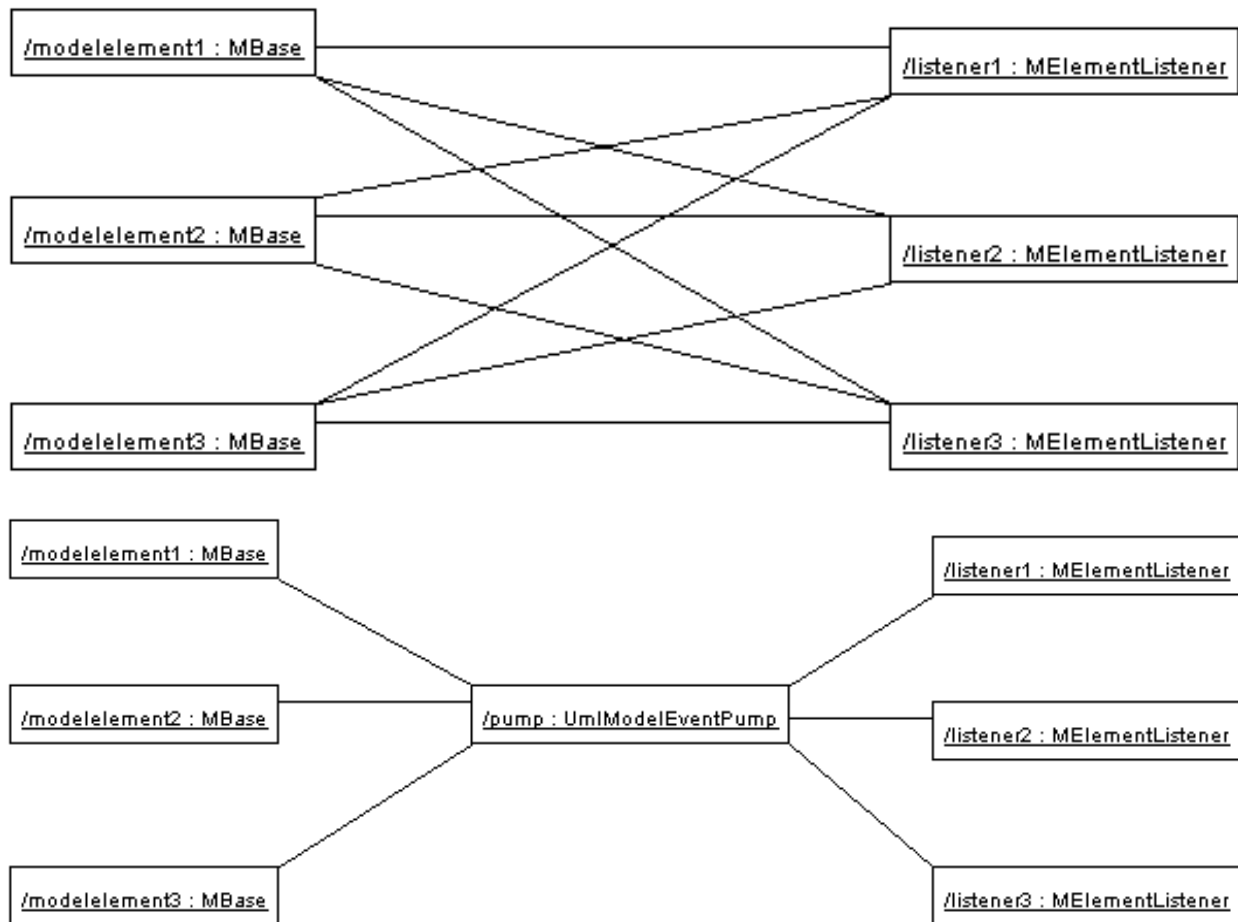 /modelelement1 : MBase
/listener1 : MElementListener
/modelelement2 : MBase
/listener2 : MElementListener
/modelelement3 : MBase
/listener3 : MElementListener
/modelelement1 : MBase
/listener1 : MElementListener
/modelelement2 : MBase
/pump : UmlModelEventPump
/listener2 : MElementListener
/modelelement3 : MBase
/listener3 : MElementListener